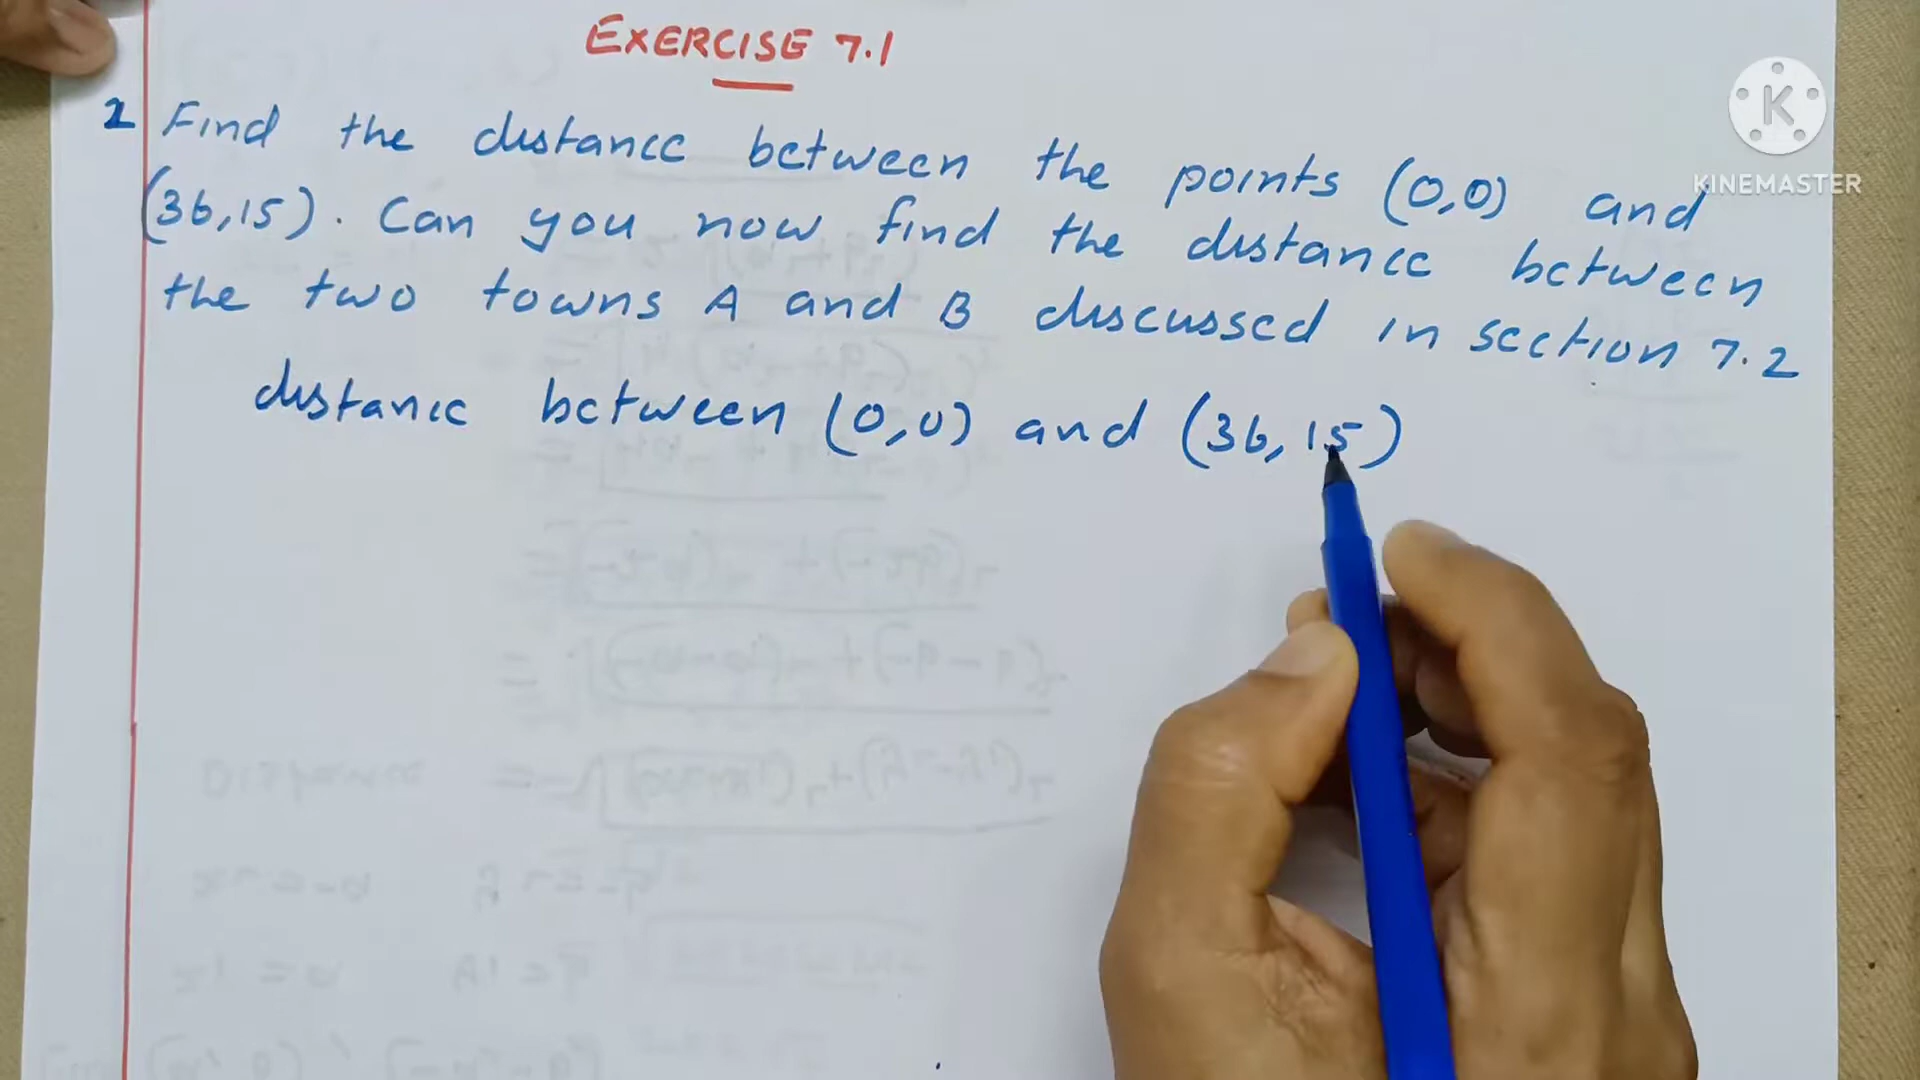 EXERCISE 7.1
2 Find the distance between the points (0,0) and
(36,15). Can you now find the distance between
the two towns A and B discussed in section 7.2
distance between (0,0) and (36,15)
K
KINEMASTER